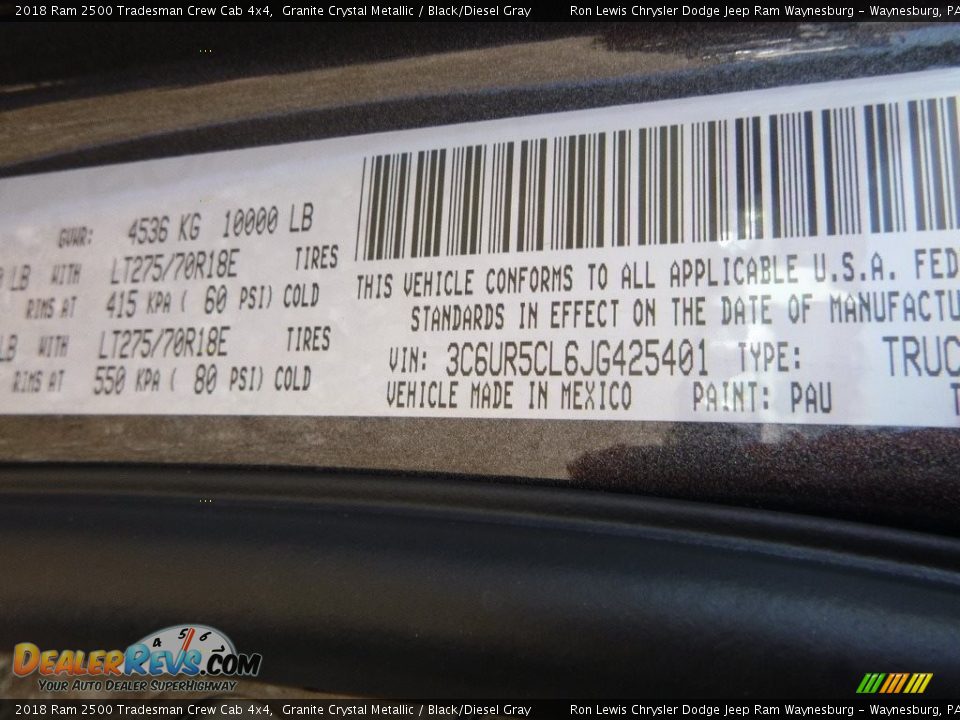 2018 Ram 2500 Tradesman Crew Cab 4x4, Granite Crystal Metallic / Black/Diesel Gray Ron Lewis Chrysler Dodge Jeep Ram Waynesburg - Waynesburg, PA
GVWR: 4536 KG 10000 LB
LB WITH LT275/70R18E TIRES
RIMS AT 415 KPA ( 60 PSI) COLD
LB WITH LT275/70R18E TIRES
RIMS AT 550 KPA ( 80 PSI) COLD
THIS VEHICLE CONFORMS TO ALL APPLICABLE U.S.A. FED
STANDARDS IN EFFECT ON THE DATE OF MANUFACTU
VIN: 3C6UR5CL6JG425401 TYPE: TRUC
VEHICLE MADE IN MEXICO PAINT: PAU T
4 5 6
DEALERREVS.COM
YOUR AUTO DEALER SUPERHIGHWAY
2018 Ram 2500 Tradesman Crew Cab 4x4, Granite Crystal Metallic / Black/Diesel Gray Ron Lewis Chrysler Dodge Jeep Ram Waynesburg - Waynesburg, PA